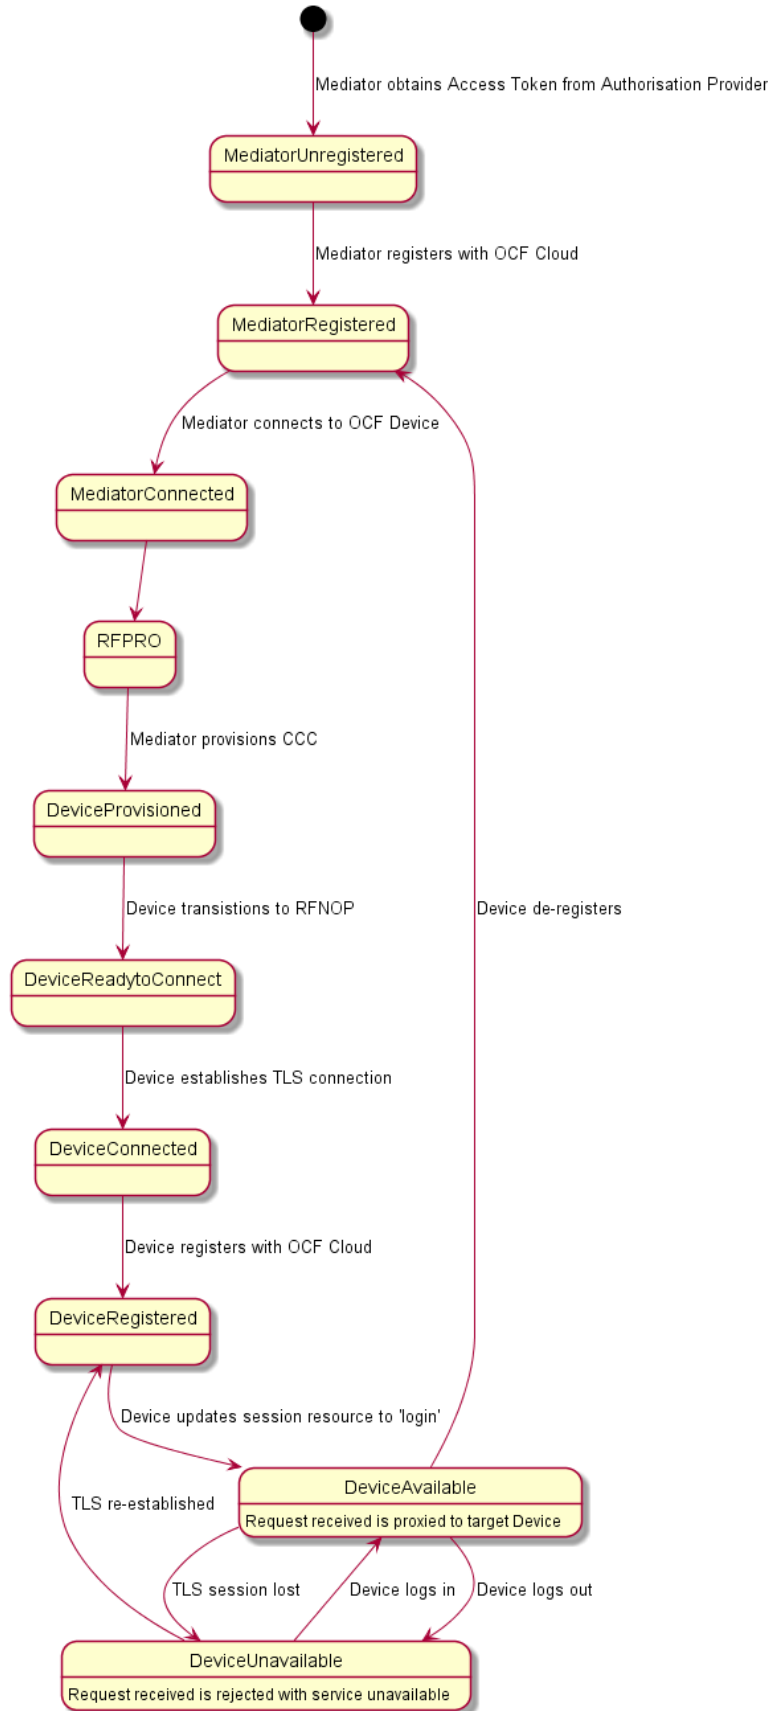 Mediator obtains Access Token from Authorisation Provider
MediatorUnregistered
Mediator registers with OCF Cloud
MediatorRegistered
Mediator connects to OCF Device
MediatorConnected
RFPRO
Mediator provisions CCC
DeviceProvisioned
Device transistions to RFNOP
Device de-registers
DeviceReadytoConnect
Device establishes TLS connection
DeviceConnected
Device registers with OCF Cloud
DeviceRegistered
Device updates session resource to 'login'
DeviceAvailable
Request received is proxied to target Device
TLS re-established
TLS session lost
Device logs in
Device logs out
DeviceUnavailable
Request received is rejected with service unavailable